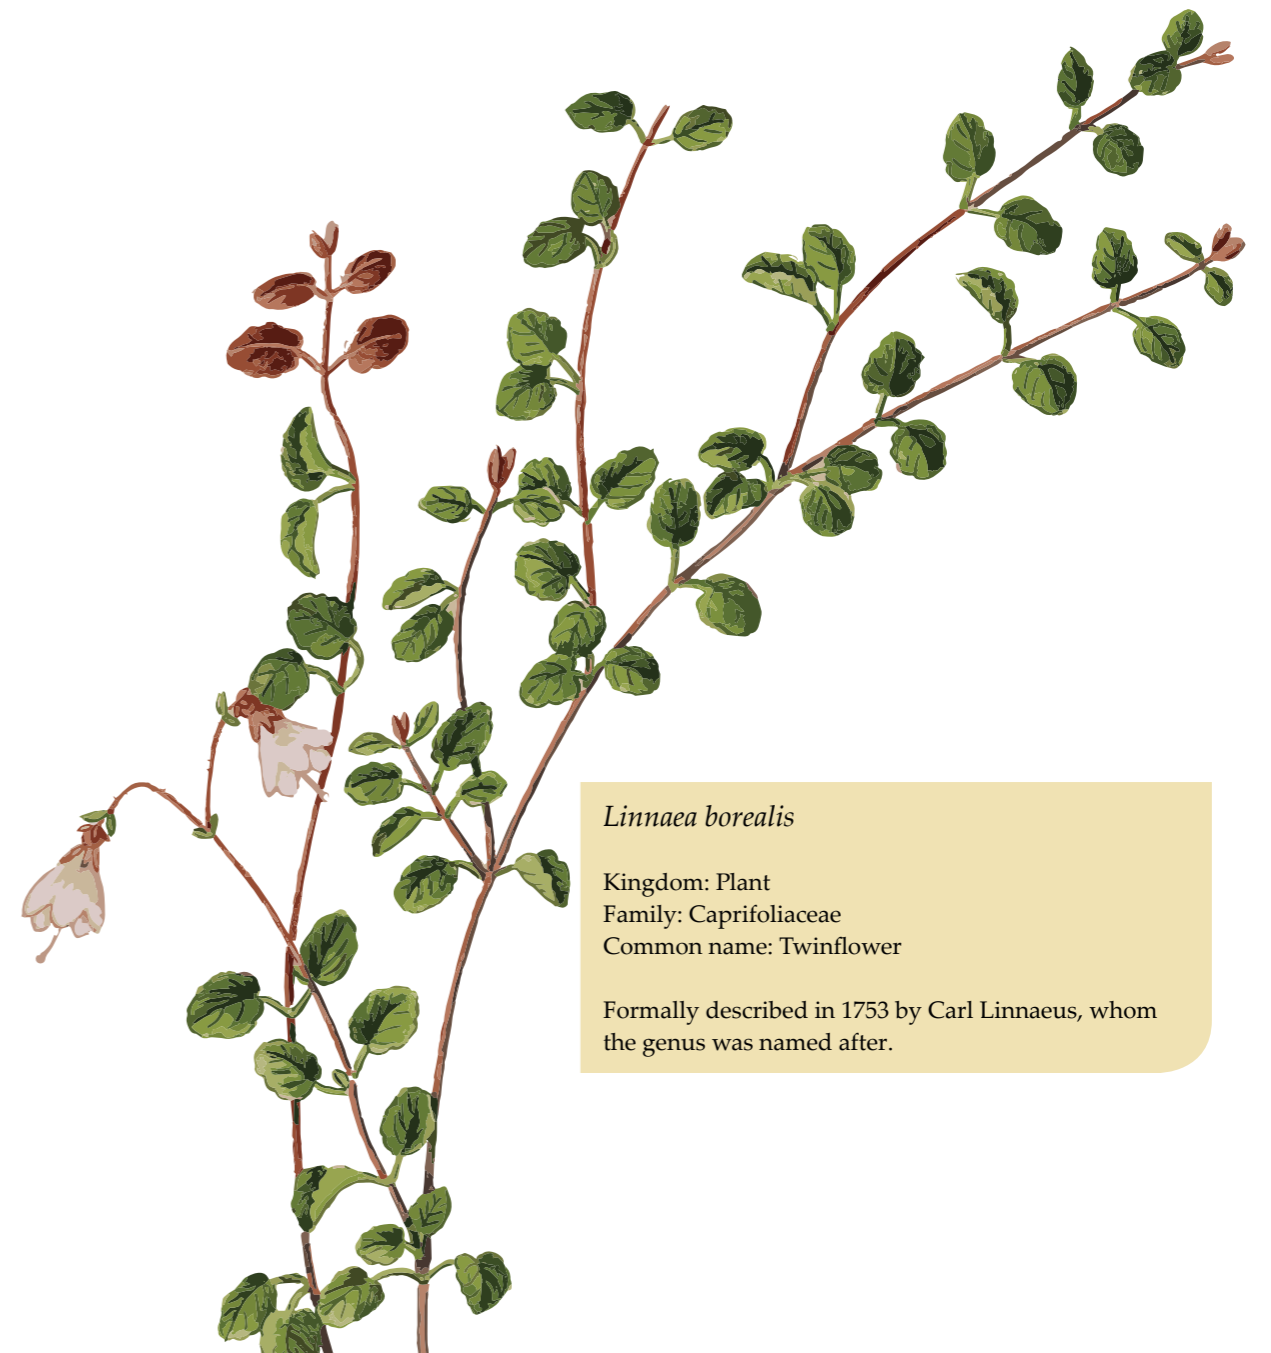 Linnaea borealis
Kingdom: Plant
Family: Caprifoliaceae
Common name: Twinflower
Formally described in 1753 by Carl Linnaeus, whom
the genus was named after.